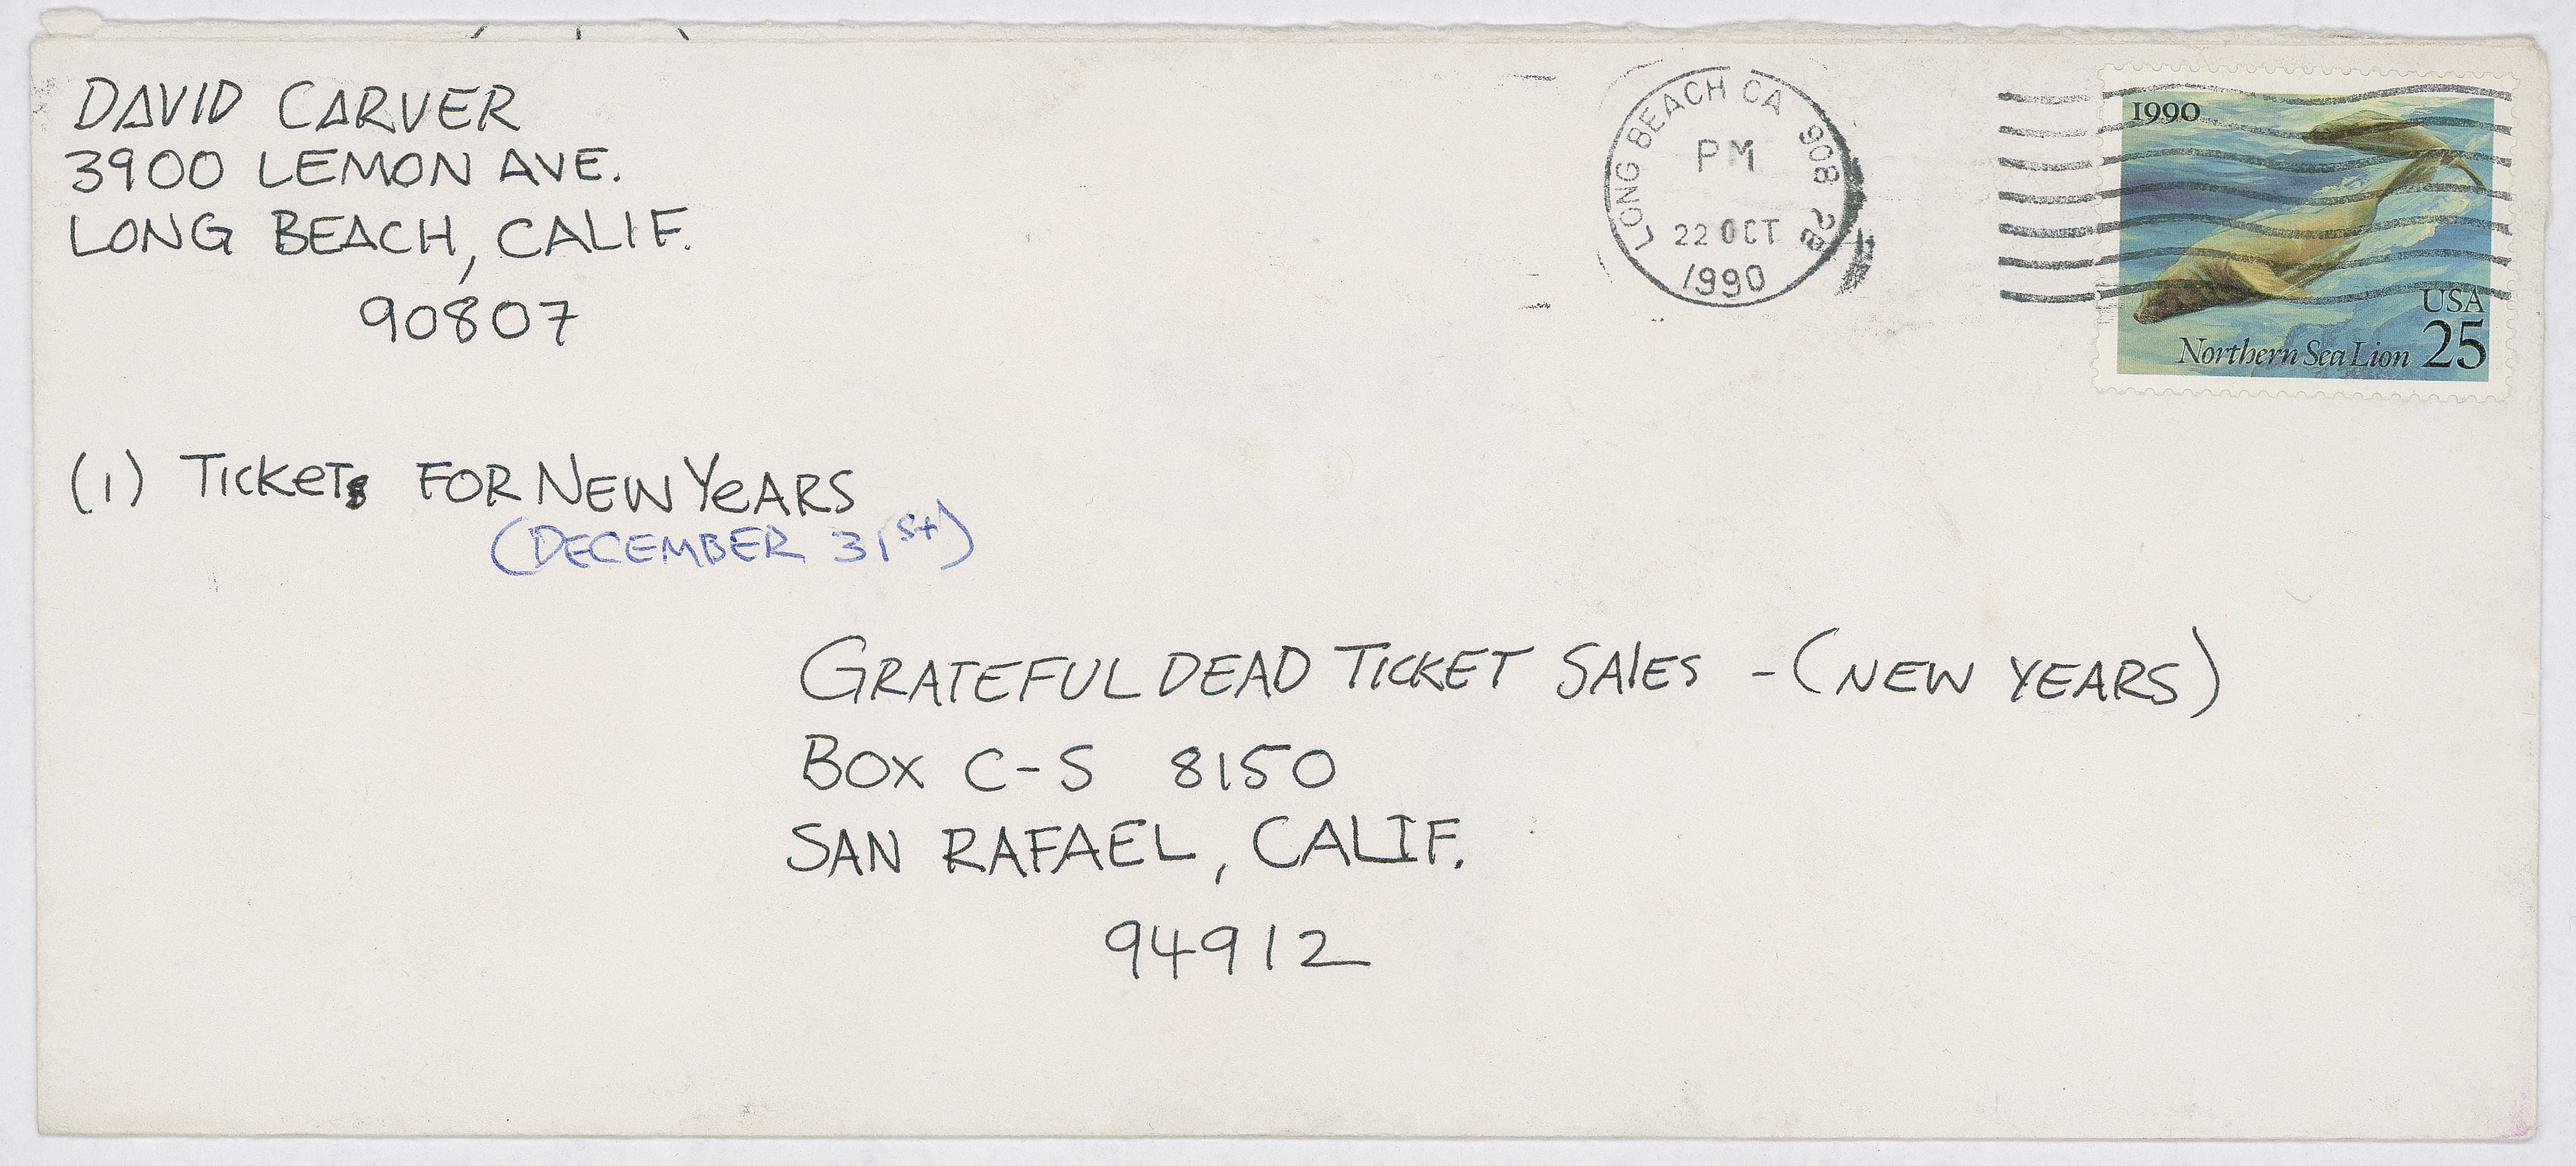 DAVID CARVER
3900 LEMON AVE.
LONG BEACH, CALIF.
90807
LONG BEACH CA 908 2B
PM
22 OCT
1990
1990
USA
Northern Sea Lion 25
(1) TickeTs FOR NEW YeARS
(DECEMBER 31st)
GRATEFUL DEAD TICKET SAlES - (NEW YEARS)
BOX C-S 8150
SAN RAFAEL, CALIF.
94912